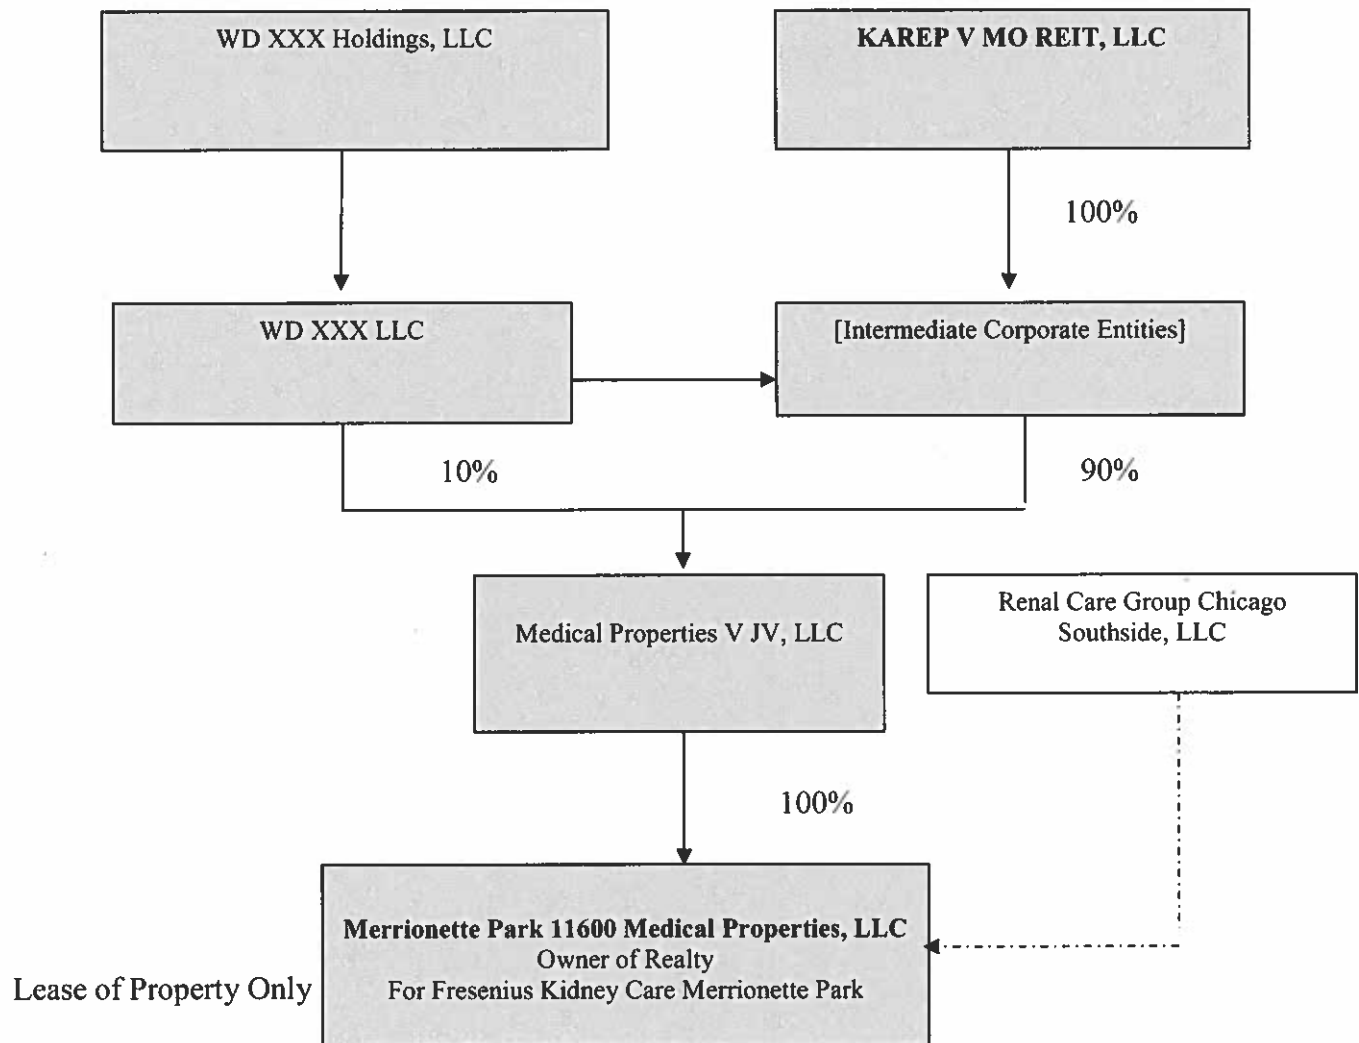 WD XXX Holdings, LLC
KAREP V MO REIT, LLC
100%
WD XXX LLC
[Intermediate Corporate Entities]
10%
90%
Medical Properties V JV, LLC
Renal Care Group Chicago
Southside, LLC
100%
Merrionette Park 11600 Medical Properties, LLC
Owner of Realty
For Fresenius Kidney Care Merrionette Park
Lease of Property Only